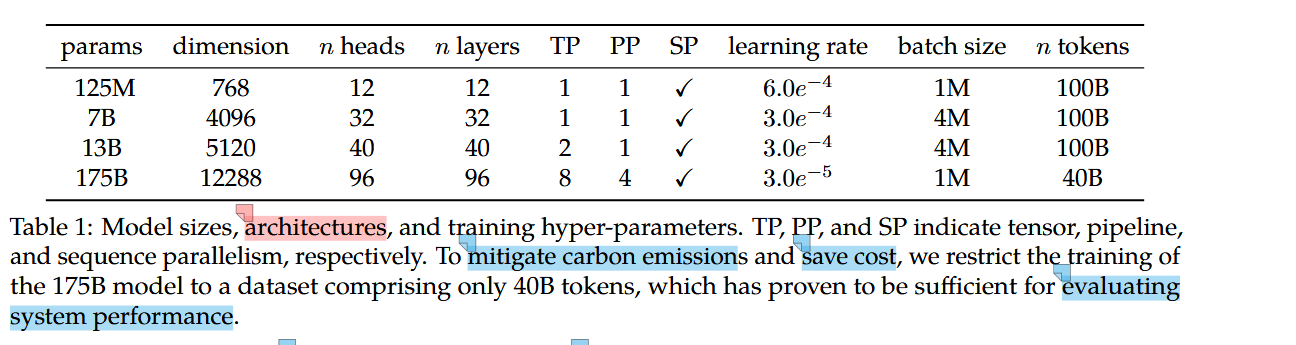 params dimension n heads n layers TP PP SP learning rate batch size n tokens
125M 768 12 12 1 1 ✓ 6.0e−4 1M 100B
7B 4096 32 32 1 1 ✓ 3.0e−4 4M 100B
13B 5120 40 40 2 1 ✓ 3.0e−4 4M 100B
175B 12288 96 96 8 4 ✓ 3.0e−5 1M 40B
Table 1: Model sizes, architectures, and training hyper-parameters. TP, PP, and SP indicate tensor, pipeline,
and sequence parallelism, respectively. To mitigate carbon emissions and save cost, we restrict the training of
the 175B model to a dataset comprising only 40B tokens, which has proven to be sufficient for evaluating
system performance.